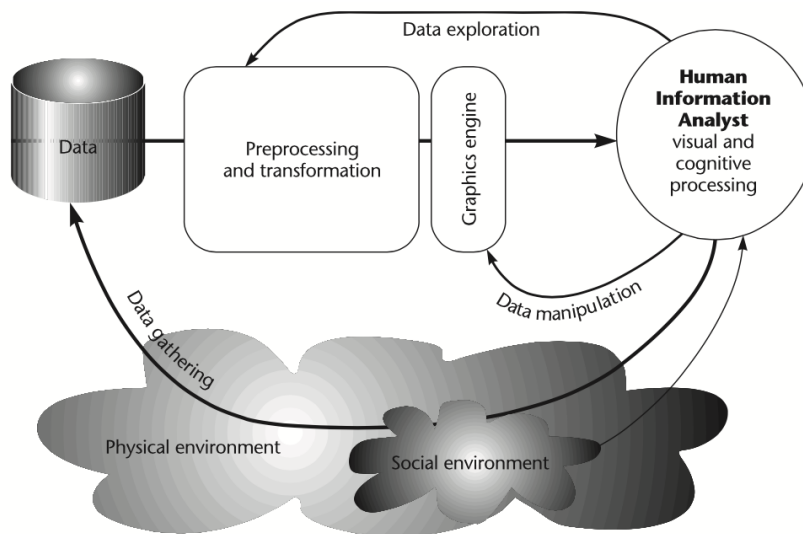 Data exploration
Human
Information
Analyst
visual and
cognitive
processing
Data
Preprocessing
and transformation
Graphics engine
Data manipulation
Data gathering
Physical environment
Social environment